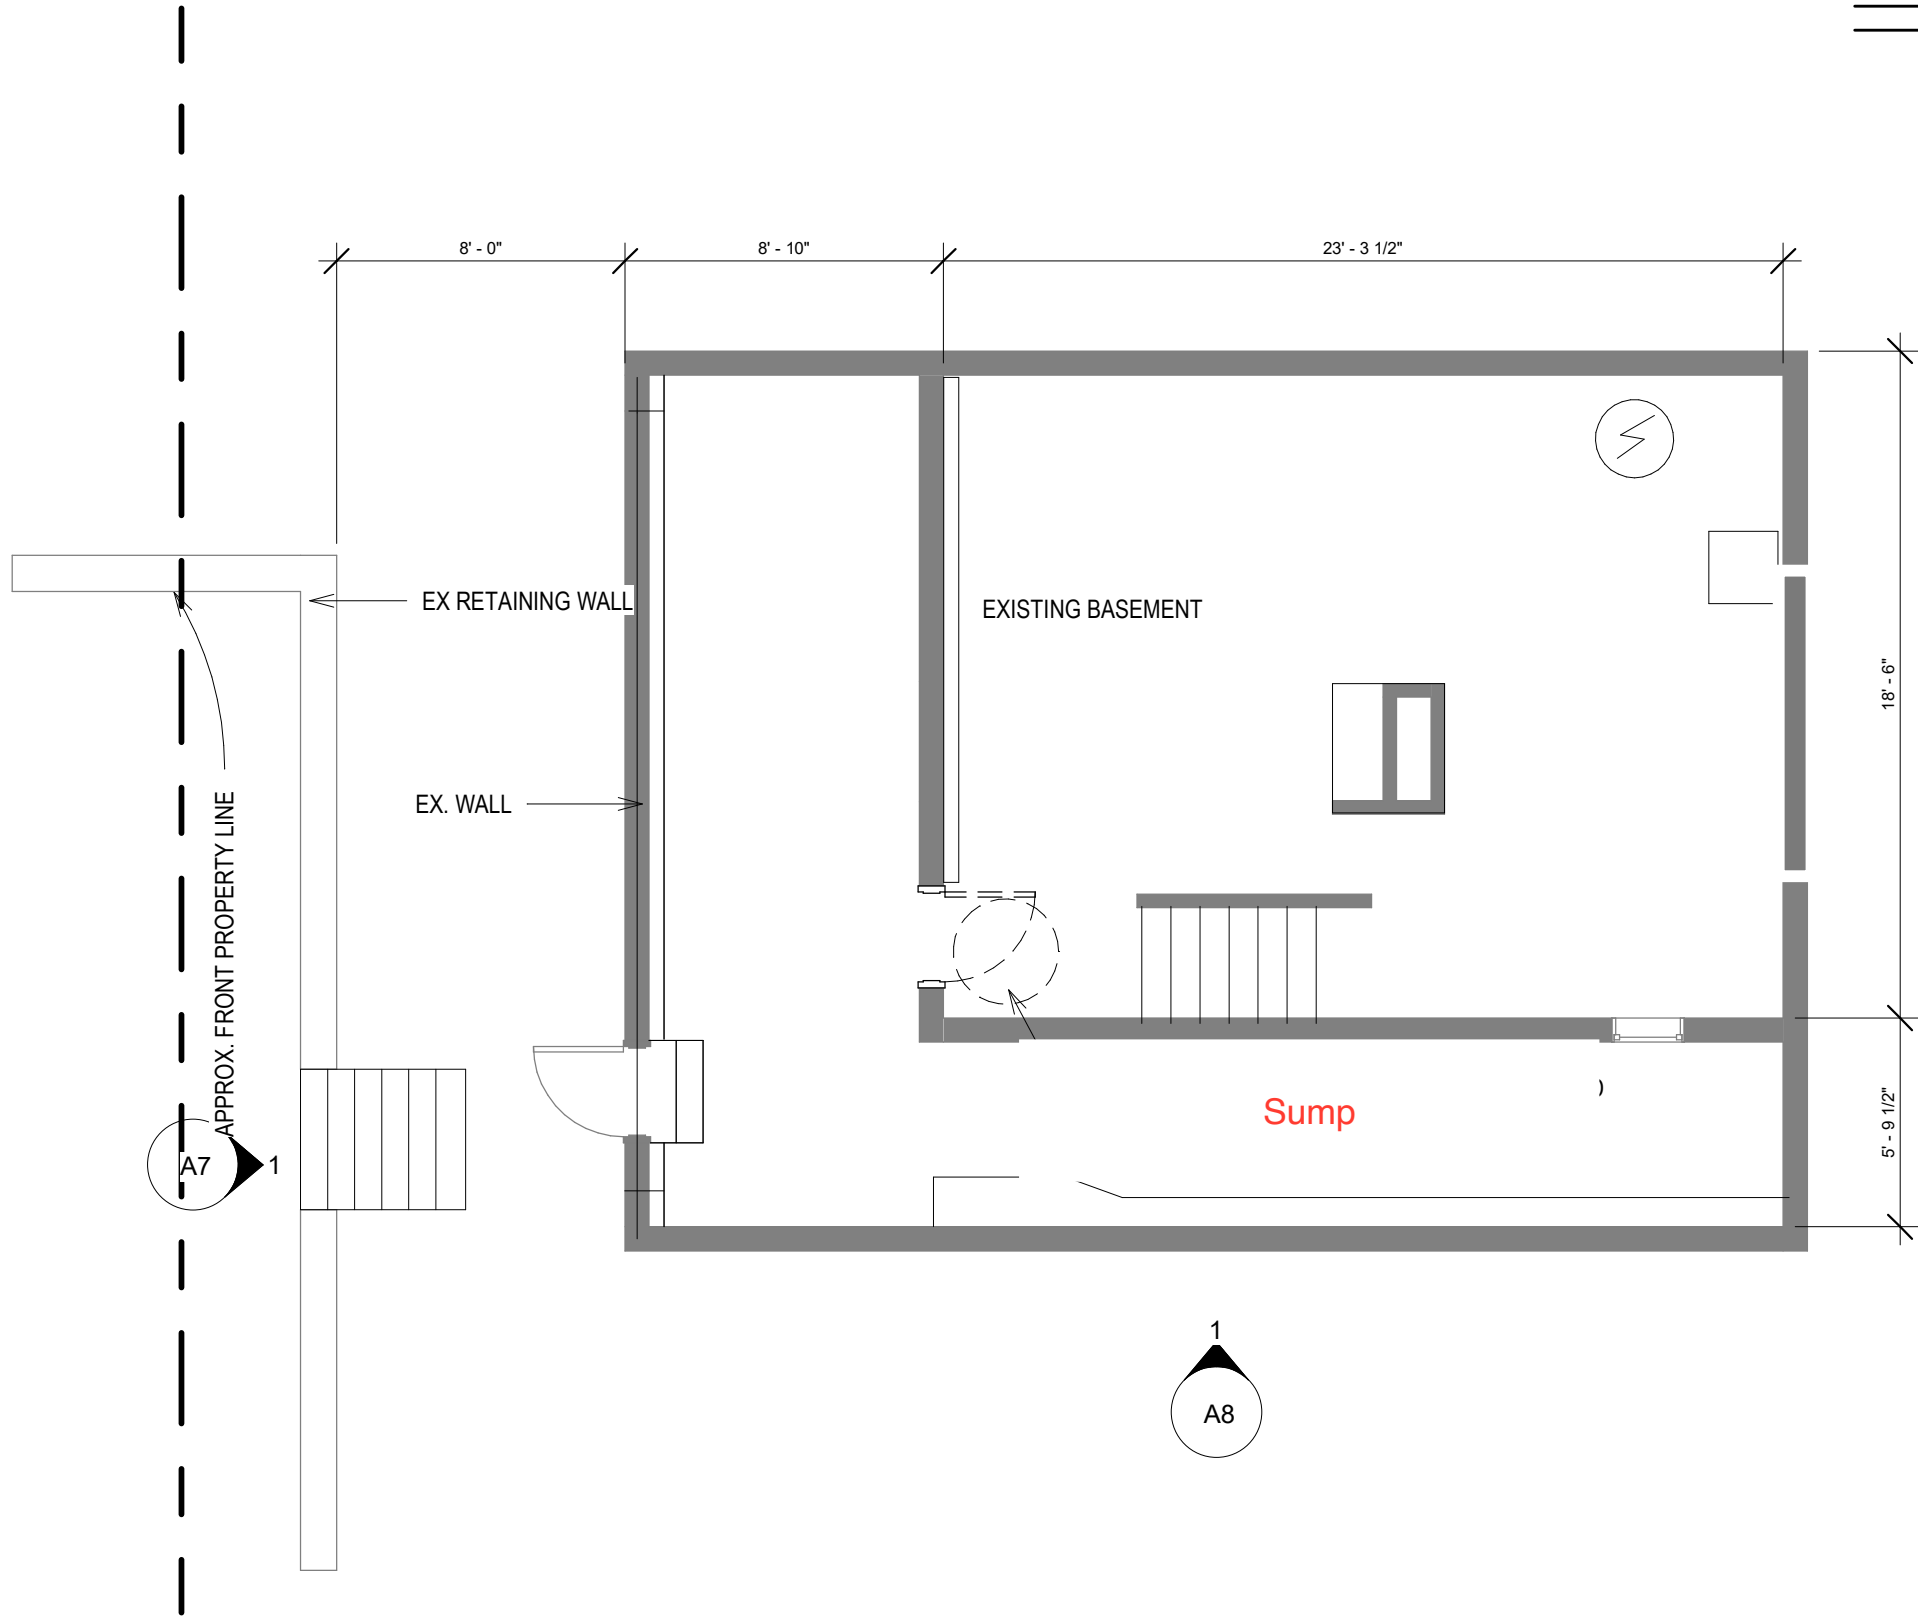 8' - 0"
8' - 10"
23' - 3 1/2"
EX RETAINING WALL
EXISTING BASEMENT
18' - 6"
EX. WALL
APPROX. FRONT PROPERTY LINE
Sump
5' - 9 1/2"
A7
1
1
A8